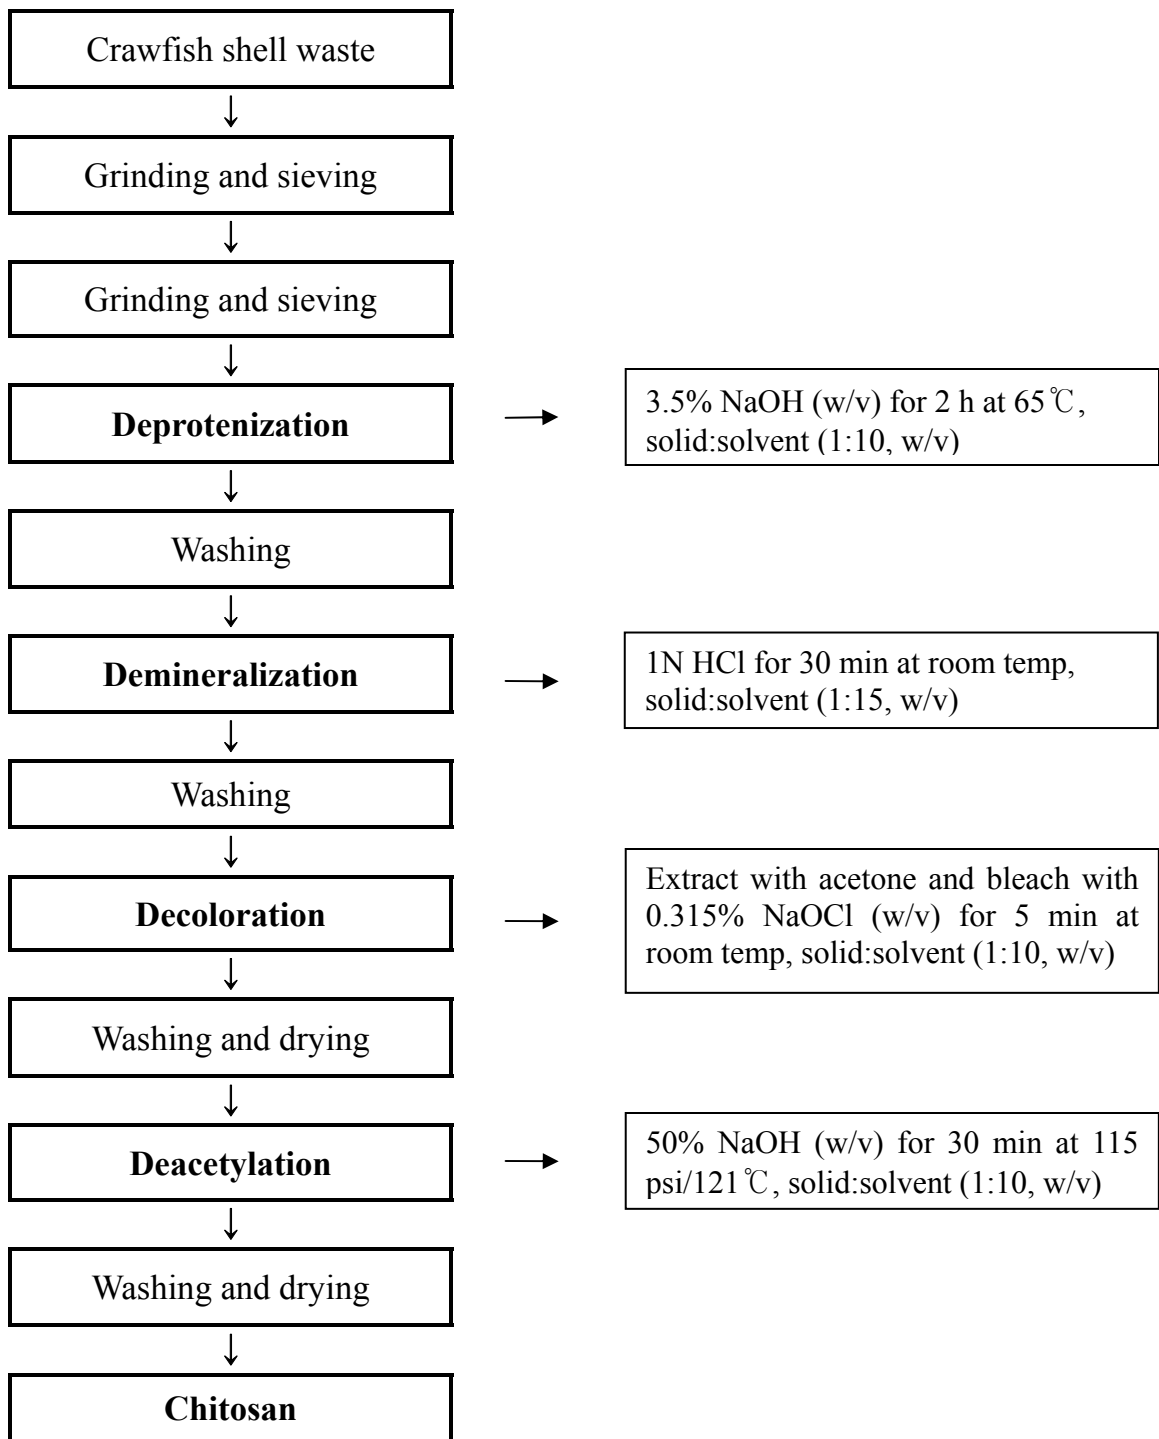 Crawfish shell waste
Grinding and sieving
Grinding and sieving
Deprotenization
3.5% NaOH (w/v) for 2 h at 65℃,
solid:solvent (1:10, w/v)
Washing
Demineralization
1N HCl for 30 min at room temp,
solid:solvent (1:15, w/v)
Washing
Decoloration
Extract with acetone and bleach with
0.315% NaOCl (w/v) for 5 min at
room temp, solid:solvent (1:10, w/v)
Washing and drying
Deacetylation
50% NaOH (w/v) for 30 min at 115
psi/121℃, solid:solvent (1:10, w/v)
Washing and drying
Chitosan